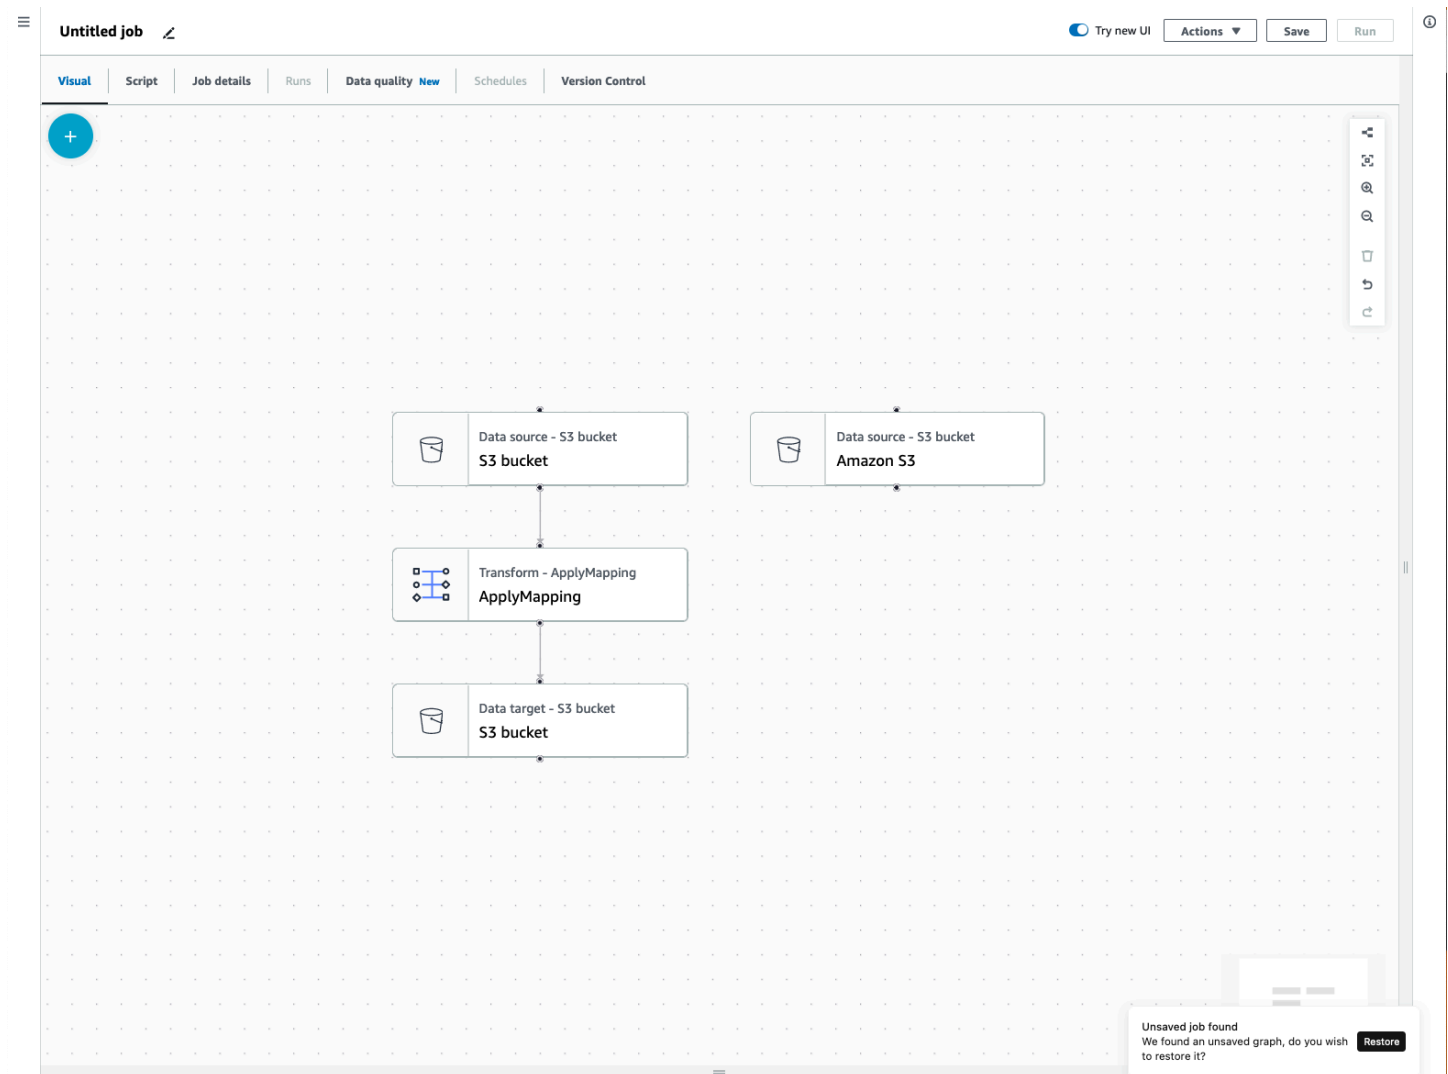 Untitled job
Try new UI
Actions
Save
Run
Visual
Script
Job details
Runs
Data quality New
Schedules
Version Control
Data source - S3 bucket
S3 bucket
Data source - S3 bucket
Amazon S3
Transform - ApplyMapping
ApplyMapping
Data target - S3 bucket
S3 bucket
Unsaved job found
We found an unsaved graph, do you wish
to restore it?
Restore